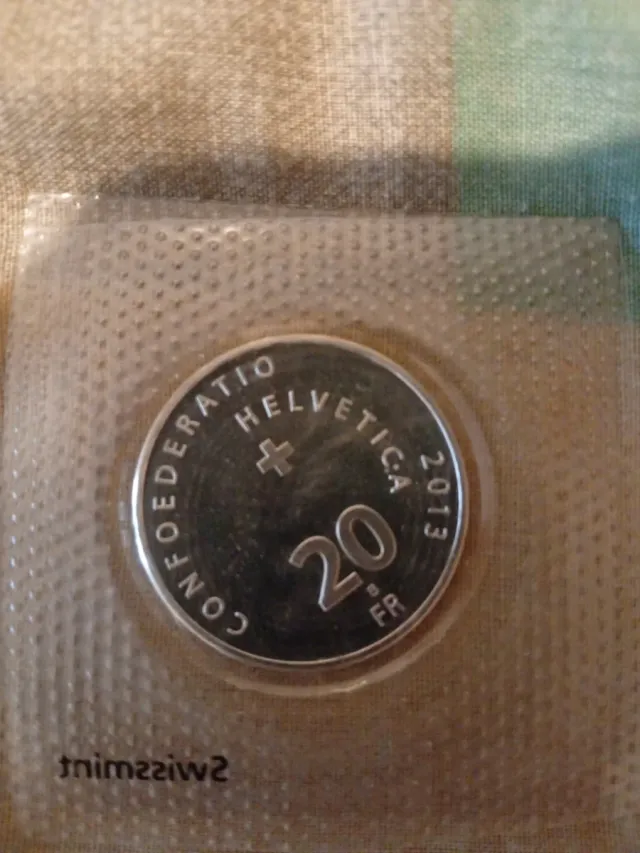 CONFOEDERATIO
HELVETICA
2013
20
B
FR
Swissmint